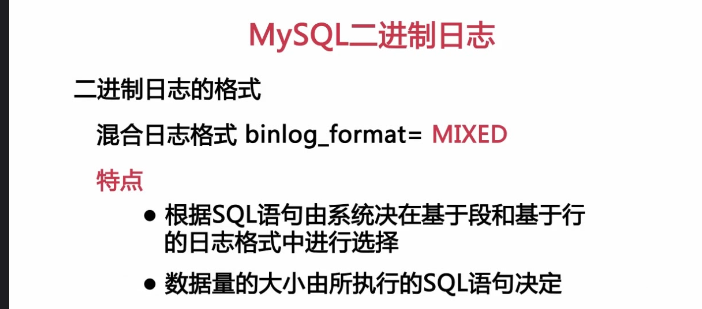 MySQL二进制日志
二进制日志的格式
混合日志格式 binlog_format= MIXED
特点
● 根据SQL语句由系统决在基于段和基于行
的日志格式中进行选择
● 数据量的大小由所执行的SQL语句决定